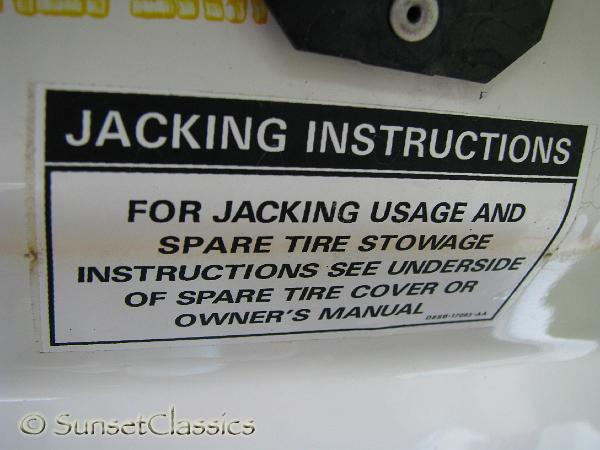 JACKING INSTRUCTIONS
FOR JACKING USAGE AND
SPARE TIRE STOWAGE
INSTRUCTIONS SEE UNDERSIDE
OF SPARE TIRE COVER OR
OWNER'S MANUAL
© SunsetClassics